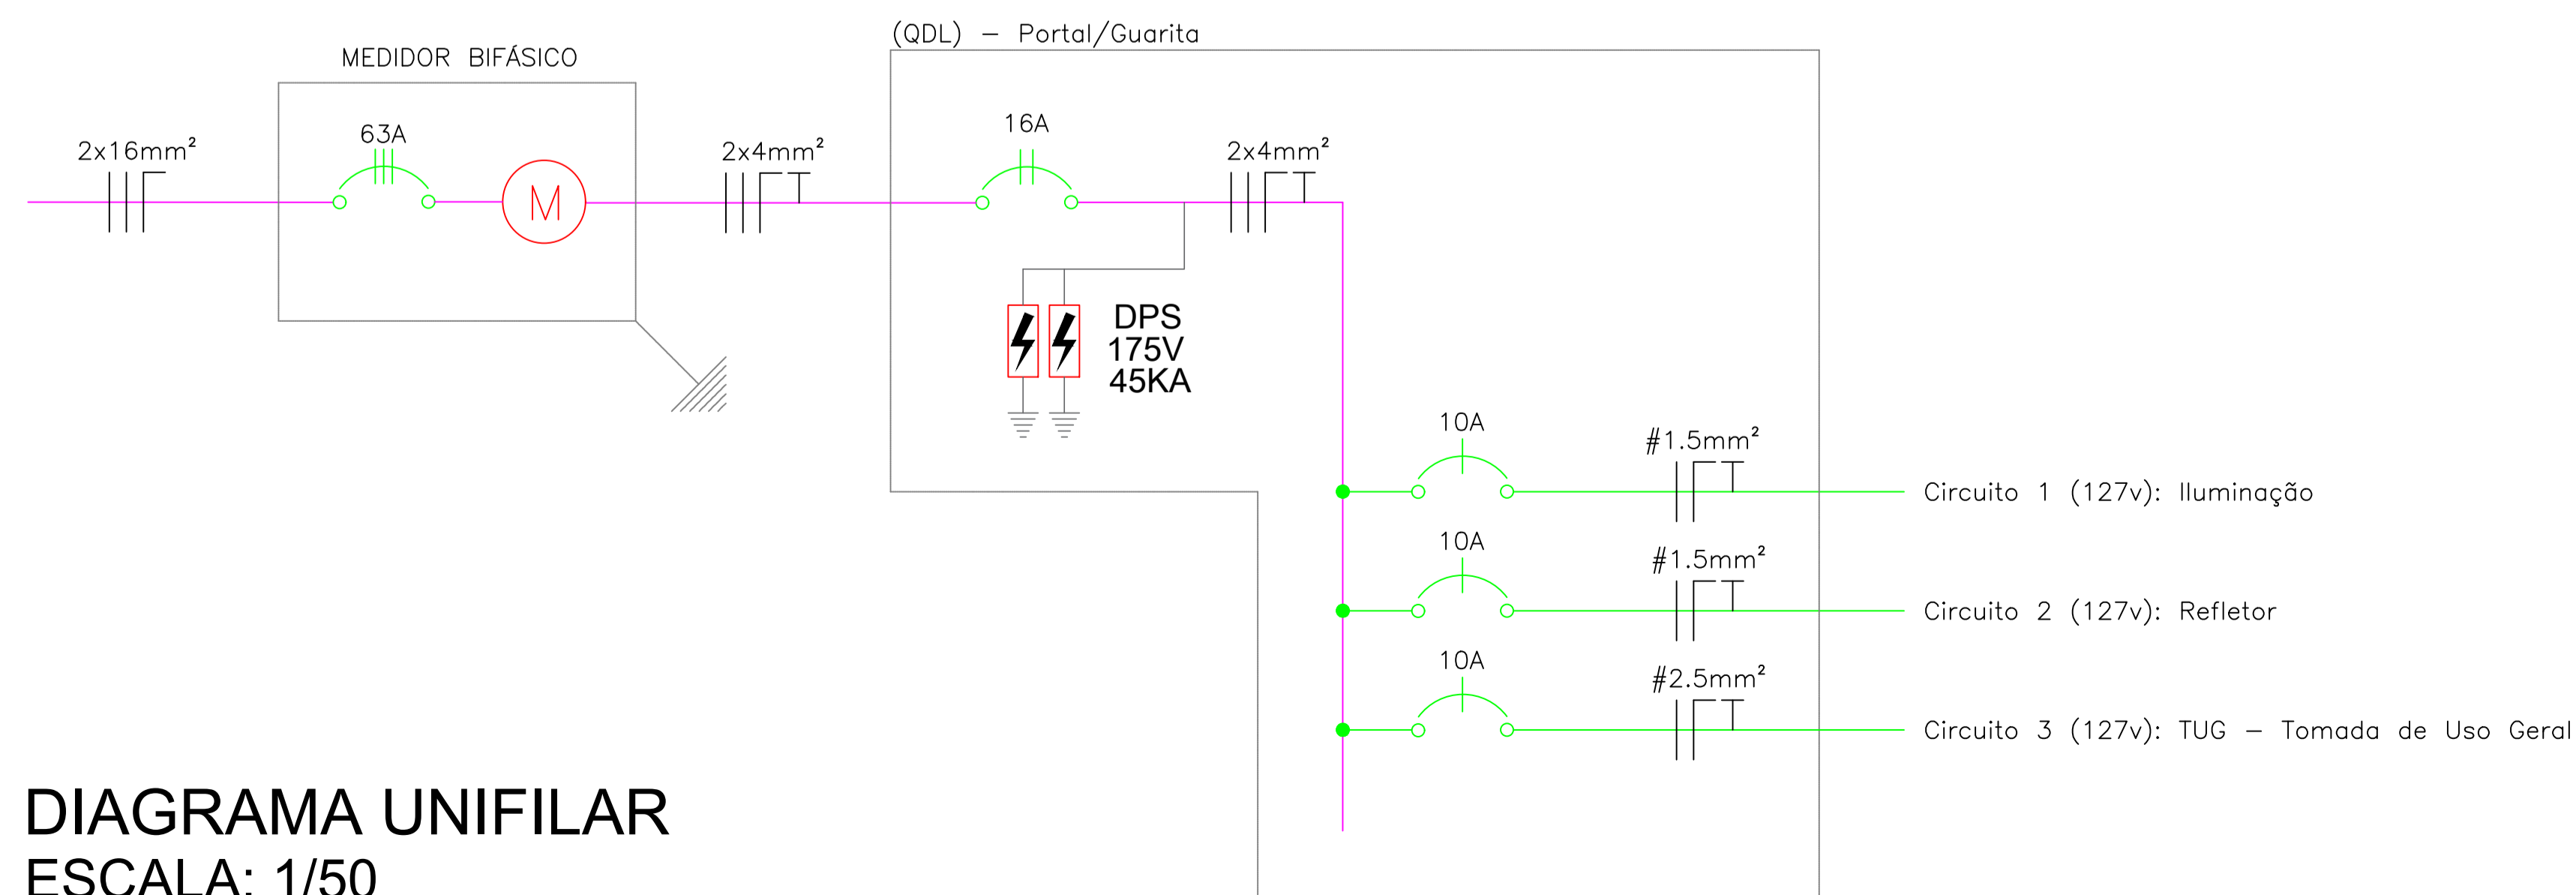 (QDL) – Portal/Guarita
MEDIDOR BIFÁSICO
63A
16A
2x16mm²
2x4mm²
2x4mm²
M
DPS
175V
45KA
10A
#1.5mm²
Circuito 1 (127v): Iluminação
10A
#1.5mm²
Circuito 2 (127v): Refletor
10A
#2.5mm²
Circuito 3 (127v): TUG – Tomada de Uso Geral
DIAGRAMA UNIFILAR
ESCALA: 1/50